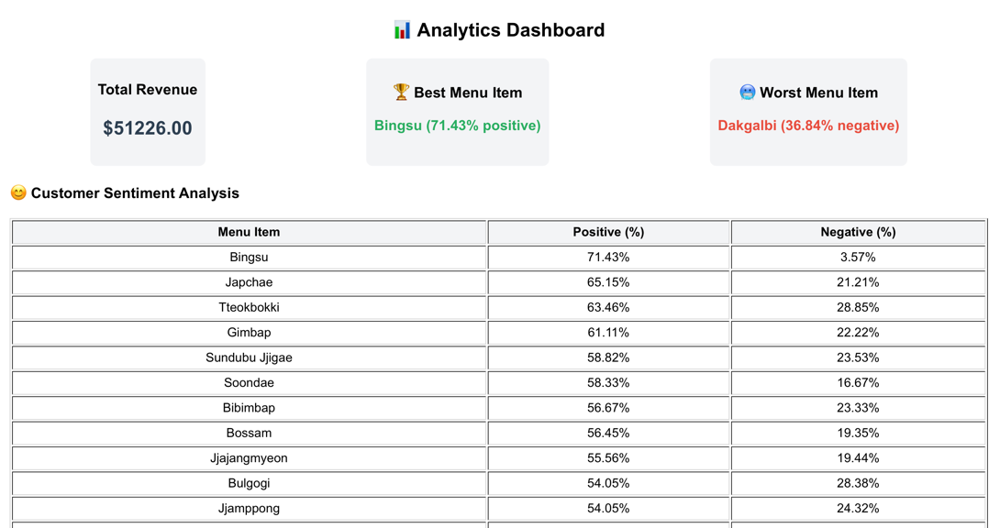 📊 Analytics Dashboard
Total Revenue
$51226.00
🏆 Best Menu Item
Bingsu (71.43% positive)
🥶 Worst Menu Item
Dakgalbi (36.84% negative)
😊 Customer Sentiment Analysis
Menu Item Positive (%) Negative (%)
Bingsu 71.43% 3.57%
Japchae 65.15% 21.21%
Tteokbokki 63.46% 28.85%
Gimbap 61.11% 22.22%
Sundubu Jjigae 58.82% 23.53%
Soondae 58.33% 16.67%
Bibimbap 56.67% 23.33%
Bossam 56.45% 19.35%
Jjajangmyeon 55.56% 19.44%
Bulgogi 54.05% 28.38%
Jjamppong 54.05% 24.32%